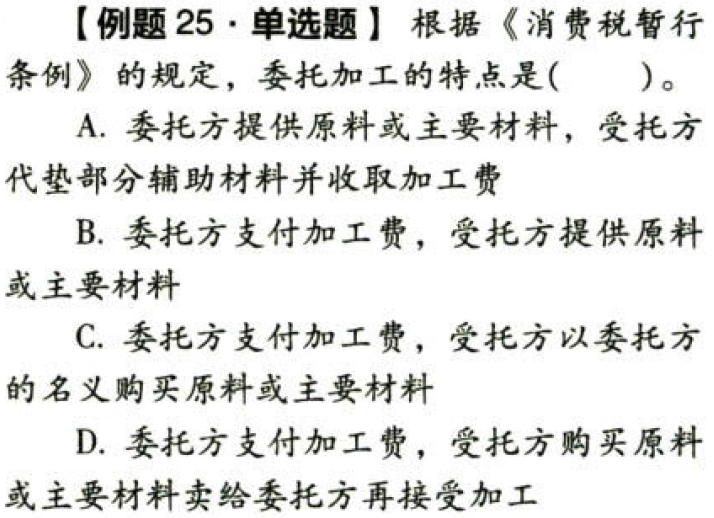 【例题 25·单选题】 根据《消费税暂行
条例》的规定，委托加工的特点是(　　)。
A. 委托方提供原料或主要材料，受托方
代垫部分辅助材料并收取加工费
B. 委托方支付加工费，受托方提供原料
或主要材料
C. 委托方支付加工费，受托方以委托方
的名义购买原料或主要材料
D. 委托方支付加工费，受托方购买原料
或主要材料卖给委托方再接受加工